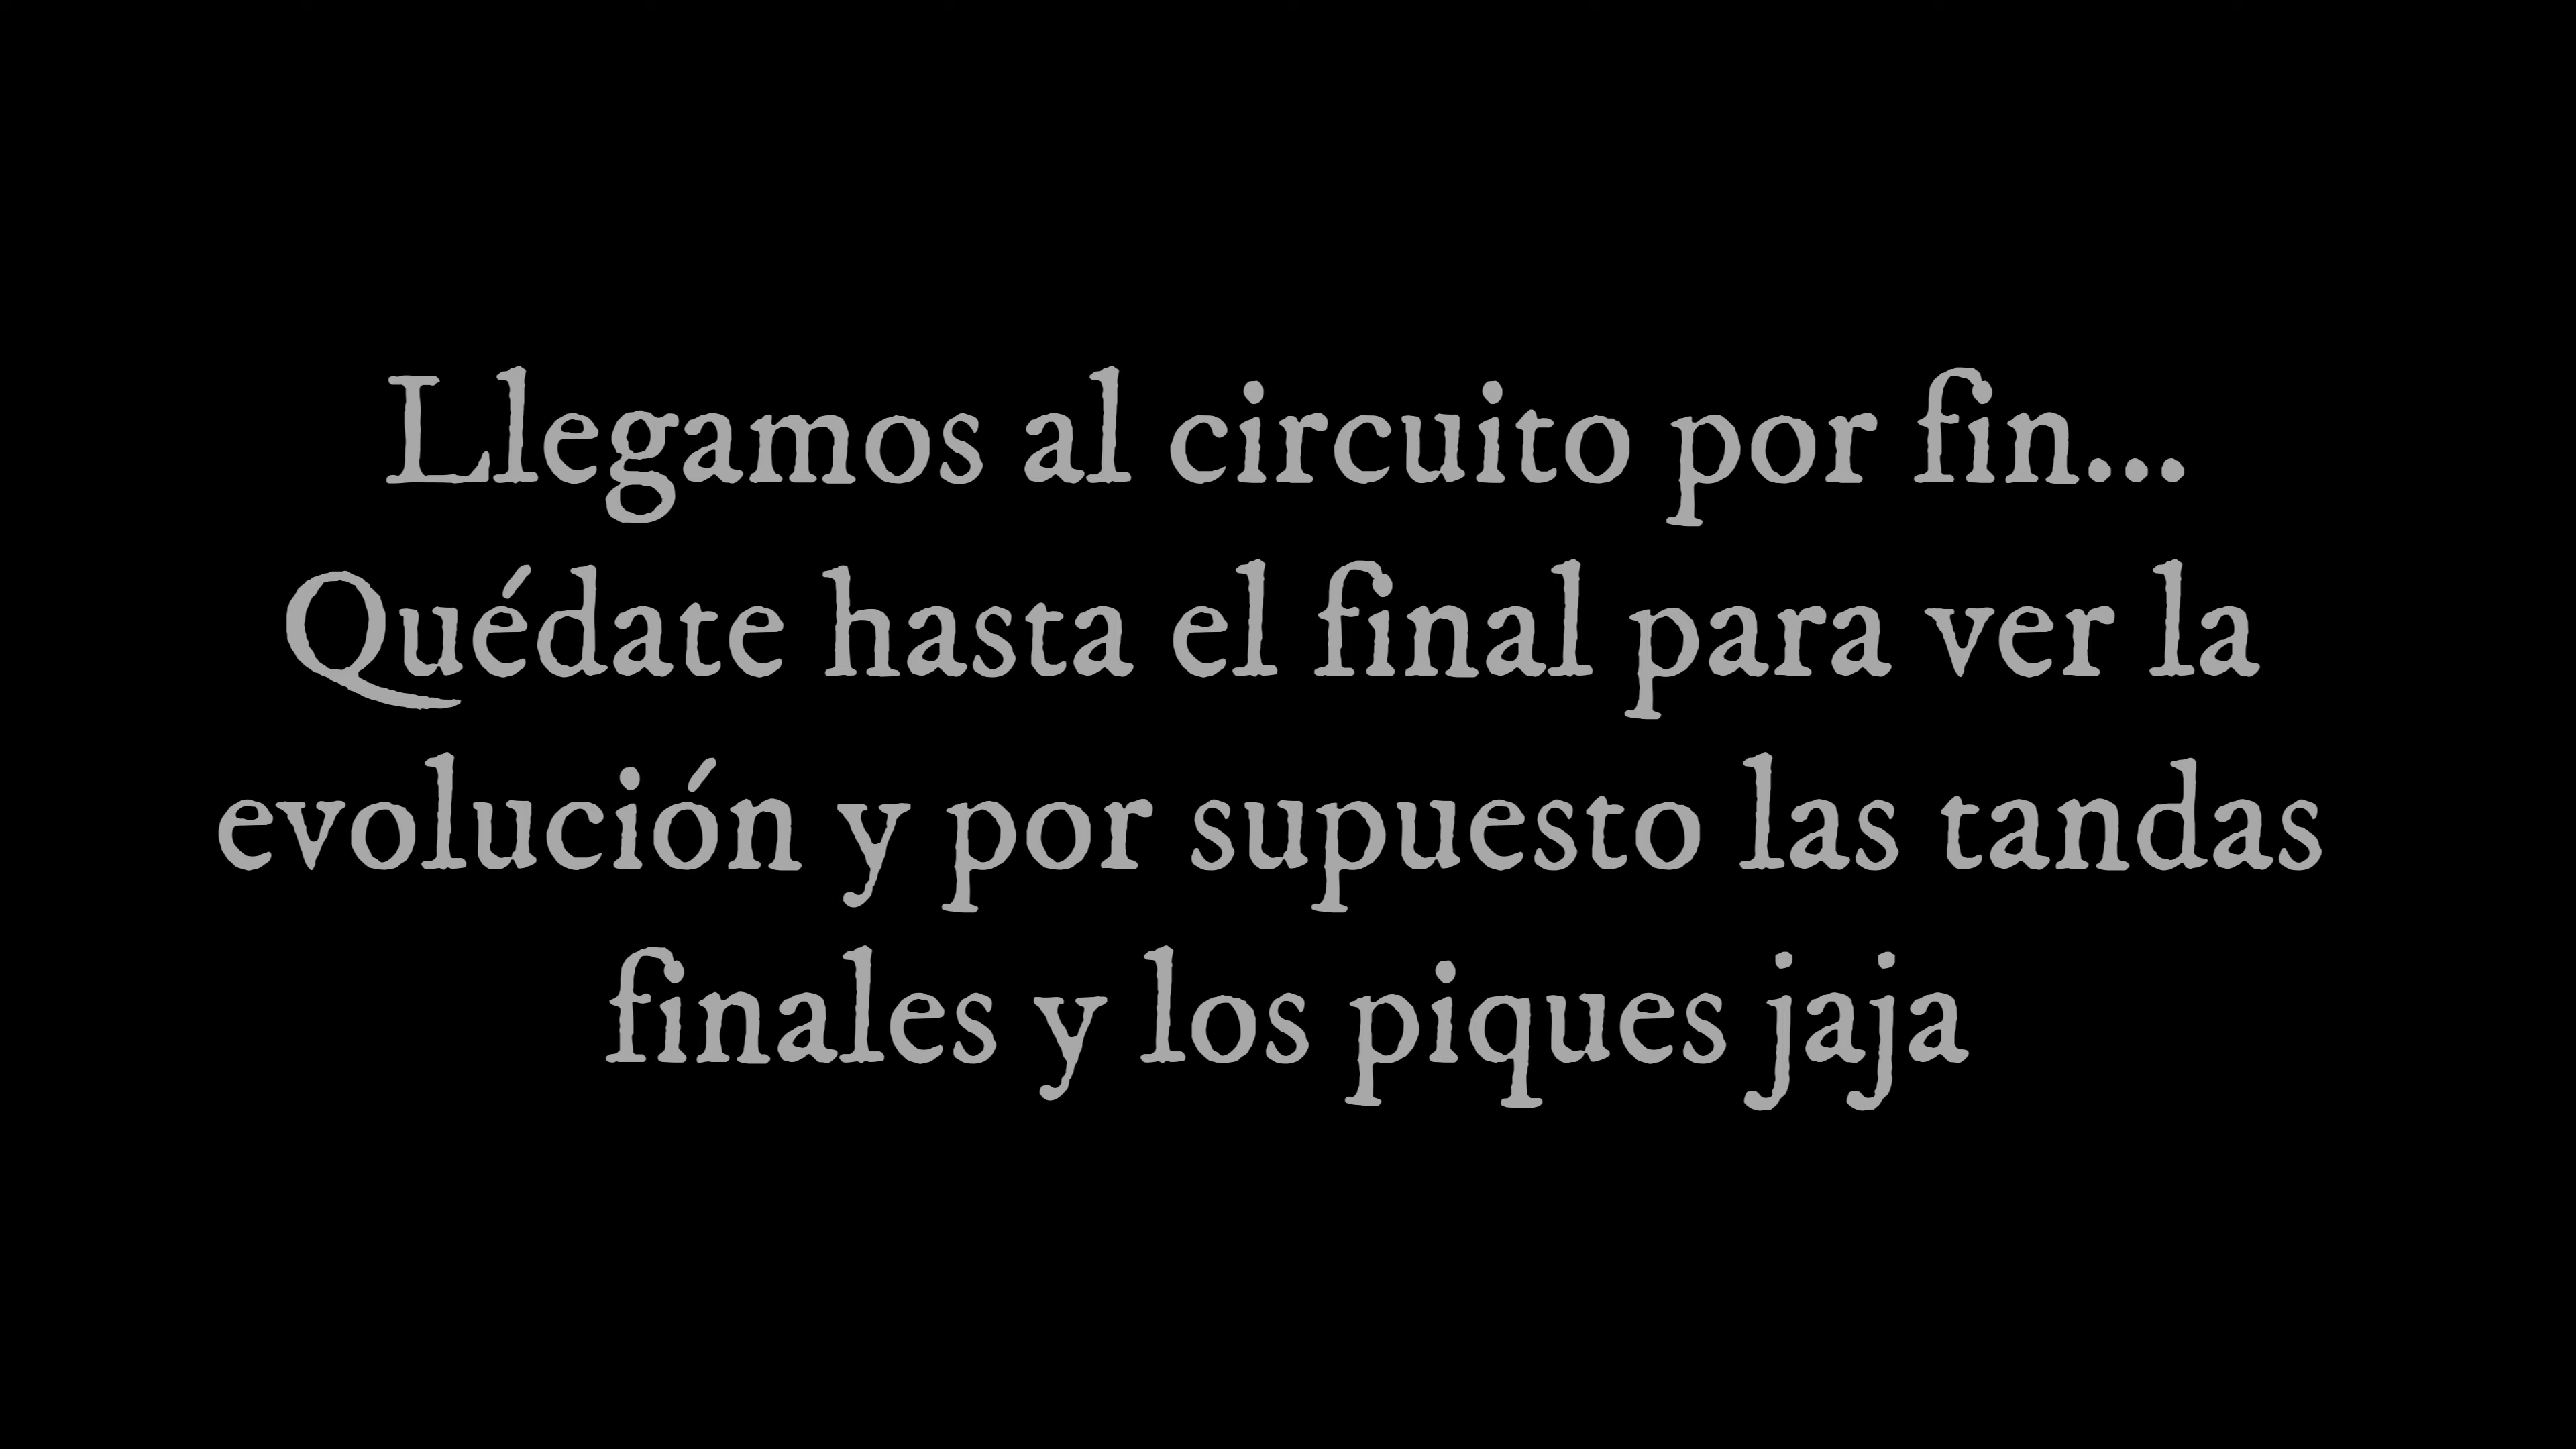 Llegamos al circuito por fin...
Quédate hasta el final para ver la
evolución y por supuesto las tandas
finales y los piques jaja